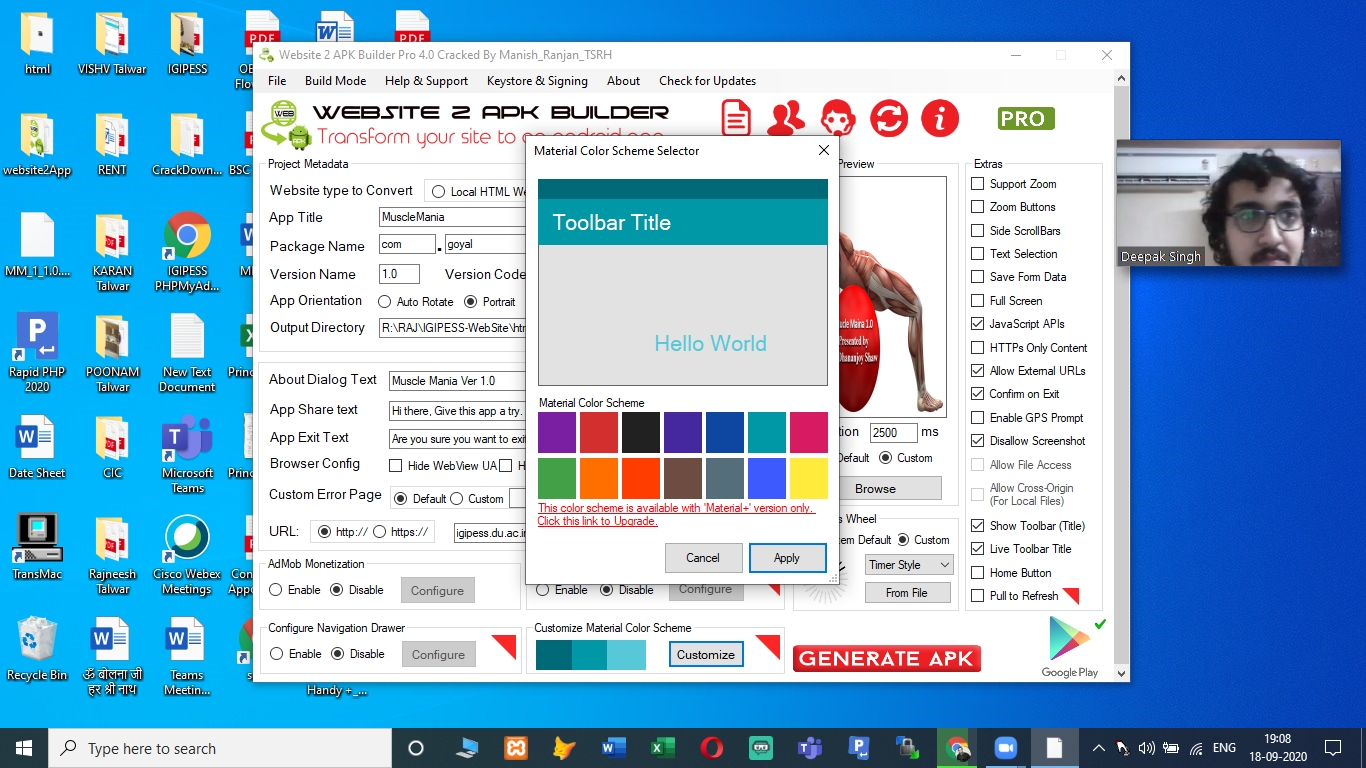 html
VISHV Talwar
IGIPESS
website2App
RENT
CrackDown...
MM_1_1.0....
KARAN
Talwar
IGIPESS
PHPMyAd...
Rapid PHP
2020
POONAM
Talwar
New Text
Document
Date Sheet
CIC
Microsoft
Teams
TransMac
Rajneesh
Talwar
Cisco Webex
Meetings
Recycle Bin
ॐ बोलना जी
हर श्री नाथ
Teams
Meetin...
Handy +_...
PDF
PDF
Website 2 APK Builder Pro 4.0 Cracked By Manish_Ranjan_TSRH
File Build Mode Help & Support Keystore & Signing About Check for Updates
WEB
WEBSITE 2 APK BUILDER
Transform your site to an android app
PRO
Project Metadata
Website type to Convert Local HTML We
App Title MuscleMania
Package Name com . goyal
Version Name 1.0 Version Code
App Orientation Auto Rotate Portrait
Output Directory R:\RAJ\IGIPESS-WebSite\htm
About Dialog Text Muscle Mania Ver 1.0
App Share text Hi there, Give this app a try.
App Exit Text Are you sure you want to exit
Browser Config Hide WebView UA H
Custom Error Page Default Custom
URL: http:// https:// igipess.du.ac.in
AdMob Monetization
Enable Disable Configure
Enable Disable Configure
Configure Navigation Drawer
Enable Disable Configure
Customize Material Color Scheme
Customize
Material Color Scheme Selector
Toolbar Title
Hello World
Material Color Scheme
This color scheme is available with 'Material+' version only.
Click this link to Upgrade.
Cancel Apply
Preview
Muscle Maina 1.0
Presented by
Dhananjoy Shaw
tion 2500 ms
Default Custom
Browse
s Wheel
em Default Custom
Timer Style
From File
GENERATE APK
Extras
Support Zoom
Zoom Buttons
Side ScrollBars
Text Selection
Save Form Data
Full Screen
JavaScript APIs
HTTPs Only Content
Allow External URLs
Confirm on Exit
Enable GPS Prompt
Disallow Screenshot
Allow File Access
Allow Cross-Origin
(For Local Files)
Show Toolbar (Title)
Live Toolbar Title
Home Button
Pull to Refresh
Google Play
Deepak Singh
Type here to search
ENG
19:08
18-09-2020